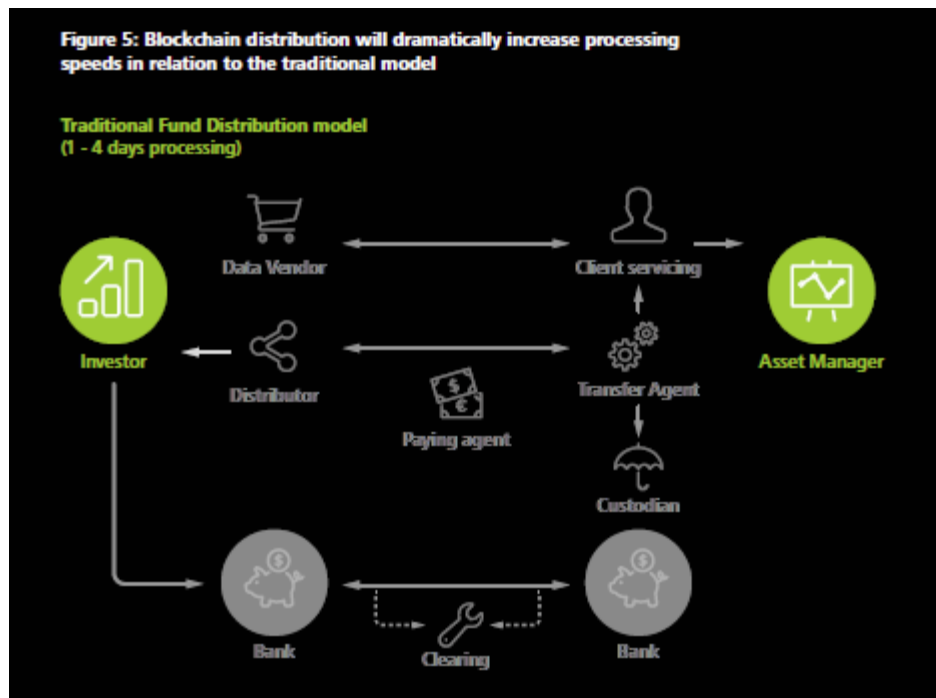 Figure 5: Blockchain distribution will dramatically increase processing
speeds in relation to the traditional model
Traditional Fund Distribution model
(1 - 4 days processing)
Data Vendor
Client servicing
Investor
Asset Manager
Distributor
Transfer Agent
$
€
Paying agent
Custodian
$
$
Bank
Clearing
Bank